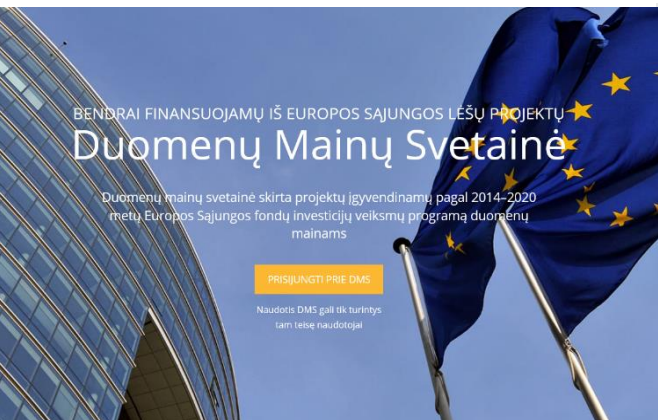 BENDRAI FINANSUOJAMŲ IŠ EUROPOS SĄJUNGOS LĖŠŲ PROJEKTŲ
Duomenų Mainų Svetainė
Duomenų mainų svetainė skirta projektų įgyvendinamų pagal 2014–2020
metų Europos Sąjungos fondų investicijų veiksmų programą duomenų
mainams
PRISIJUNGTI PRIE DMS
Naudotis DMS gali tik turintys
tam teisę naudotojai